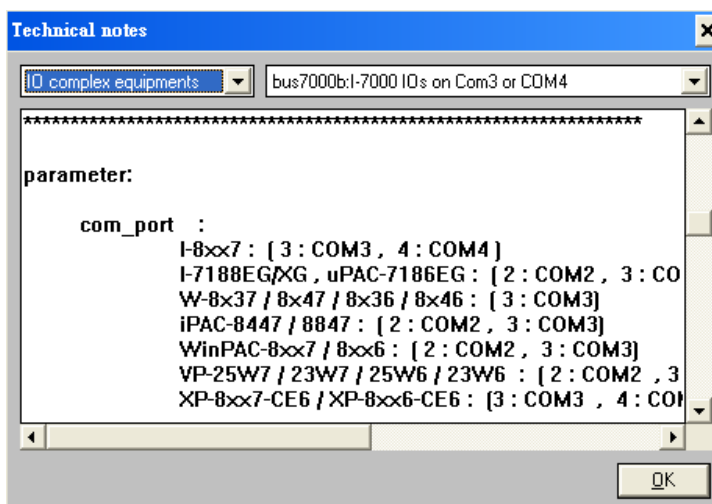 Technical notes
IO complex equipments bus7000b:I-7000 IOs on Com3 or COM4
******************************************************************
parameter:
com_port :
I-8xx7 : ( 3 : COM3 , 4 : COM4 )
I-7188EG/XG , uPAC-7186EG : ( 2 : COM2 , 3 : CO
W-8x37 / 8x47 / 8x36 / 8x46 : ( 3 : COM3)
iPAC-8447 / 8847 : ( 2 : COM2 , 3 : COM3)
WinPAC-8xx7 / 8xx6 : ( 2 : COM2 , 3 : COM3)
VP-25W7 / 23W7 / 25W6 / 23W6 : ( 2 : COM2 , 3
XP-8xx7-CE6 / XP-8xx6-CE6 : (3 : COM3 , 4 : CO
OK